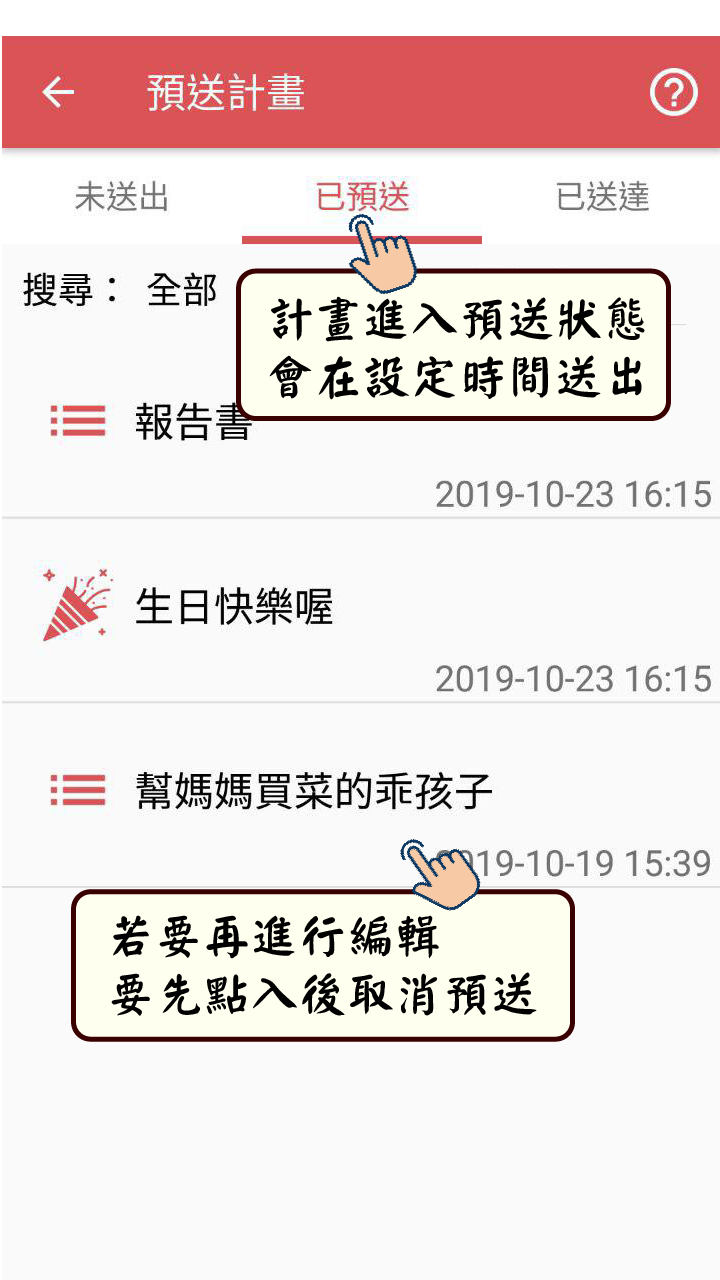 預送計畫
未送出 已預送 已送達
搜尋： 全部
計畫進入預送狀態
會在設定時間送出
報告書
2019-10-23 16:15
生日快樂喔
2019-10-23 16:15
幫媽媽買菜的乖孩子
19-10-19 15:39
若要再進行編輯
要先點入後取消預送